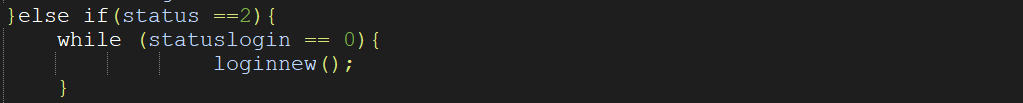 }else if(status ==2){
    while (statuslogin == 0){
                loginnew();
    }